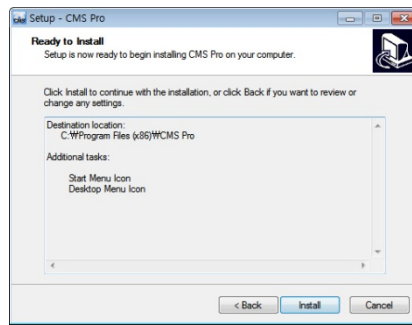 Setup - CMS Pro
Ready to Install
Setup is now ready to begin installing CMS Pro on your computer.
Click Install to continue with the installation, or click Back if you want to review or
change any settings.
Destination location:
C:₩Program Files (x86)₩CMS Pro
Additional tasks:
Start Menu Icon
Desktop Menu Icon
< Back
Install
Cancel